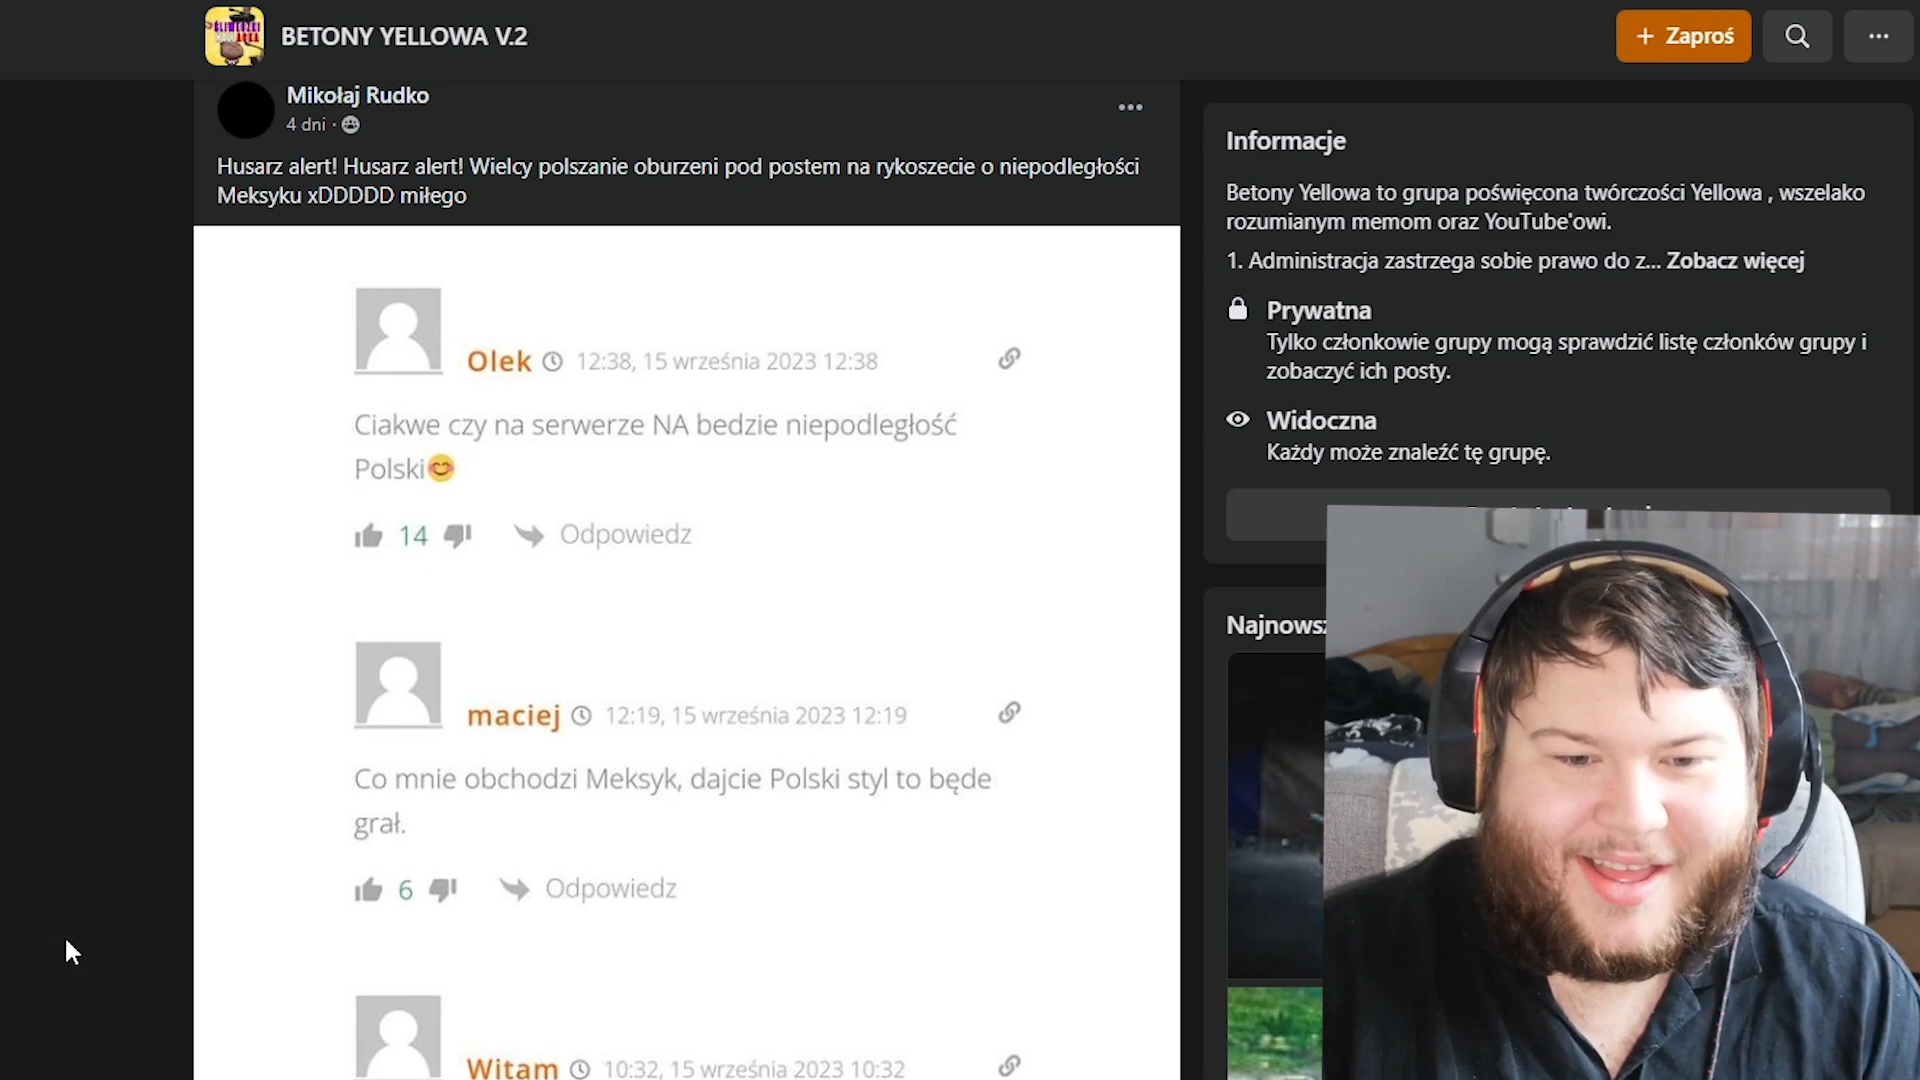 BETONY YELLOWA V.2
+ Zaproś
Mikołaj Rudko
4 dni ·
Husarz alert! Husarz alert! Wielcy polszanie oburzeni pod postem na rykoszecie o niepodległości
Meksyku xDDDDD miłego
Olek 12:38, 15 września 2023 12:38
Ciakwe czy na serwerze NA bedzie niepodległość
Polski😊
14 Odpowiedz
maciej 12:19, 15 września 2023 12:19
Co mnie obchodzi Meksyk, dajcie Polski styl to będe
grał.
6 Odpowiedz
Witam 10:32, 15 września 2023 10:32
Informacje
Betony Yellowa to grupa poświęcona twórczości Yellowa , wszelako
rozumianym memom oraz YouTube'owi.
1. Administracja zastrzega sobie prawo do z... Zobacz więcej
Prywatna
Tylko członkowie grupy mogą sprawdzić listę członków grupy i
zobaczyć ich posty.
Widoczna
Każdy może znaleźć tę grupę.